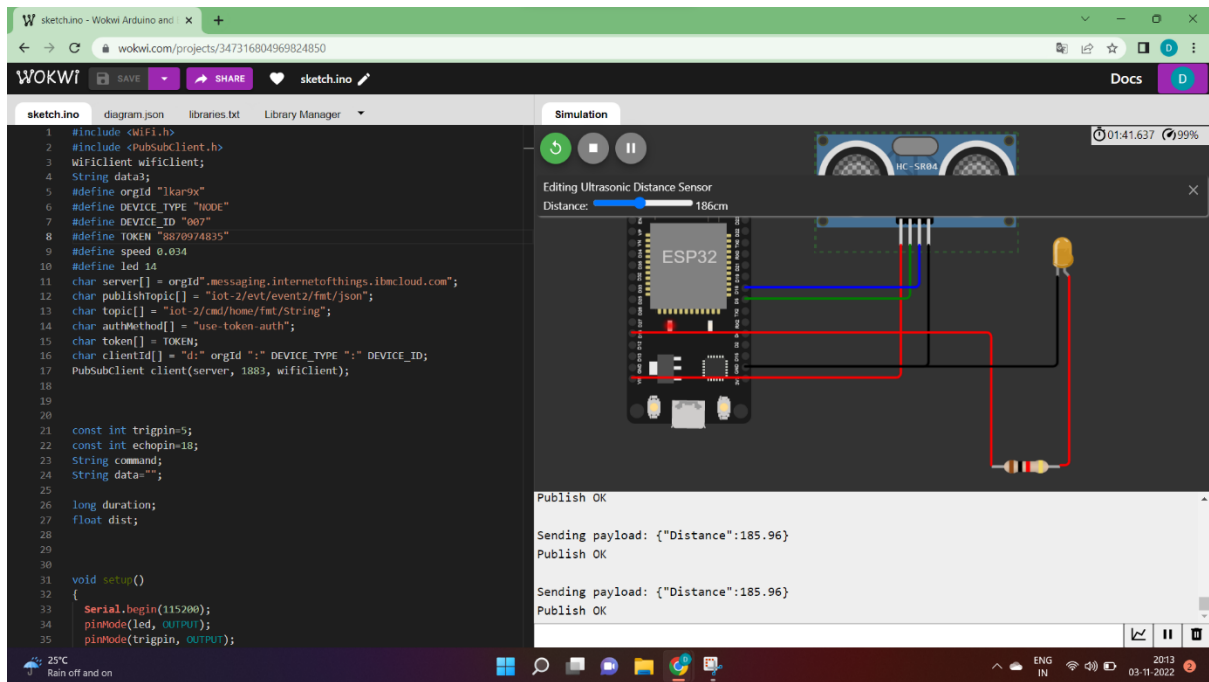 sketch.ino - Wokwi Arduino and
wokwi.com/projects/347316804969824850
WOKWI SAVE SHARE sketch.ino Docs D
sketch.ino diagram.json libraries.txt Library Manager
Simulation
1 #include <WiFi.h>
2 #include <PubSubClient.h>
3 WiFiClient wifiClient;
4 String data3;
5 #define orgId "lkar9x"
6 #define DEVICE_TYPE "NODE"
7 #define DEVICE_ID "007"
8 #define TOKEN "8870974835"
9 #define speed 0.034
10 #define led 14
11 char server[] = orgId".messaging.internetofthings.ibmcloud.com";
12 char publishTopic[] = "iot-2/evt/event2/fmt/json";
13 char topic[] = "iot-2/cmd/home/fmt/String";
14 char authMethod[] = "use-token-auth";
15 char token[] = TOKEN;
16 char clientId[] = "d:" orgId ":" DEVICE_TYPE ":" DEVICE_ID;
17 PubSubClient client(server, 1883, wifiClient);
18
19
20
21 const int trigpin=5;
22 const int echopin=18;
23 String command;
24 String data="";
25
26 long duration;
27 float dist;
28
29
30
31 void setup()
32 {
33 Serial.begin(115200);
34 pinMode(led, OUTPUT);
35 pinMode(trigpin, OUTPUT);
01:41.637 99%
HC-SR04
Editing Ultrasonic Distance Sensor
Distance: 186cm
ESP32
Publish OK
Sending payload: {"Distance":185.96}
Publish OK
Sending payload: {"Distance":185.96}
Publish OK
25°C
Rain off and on
ENG
IN
20:13
03-11-2022
2